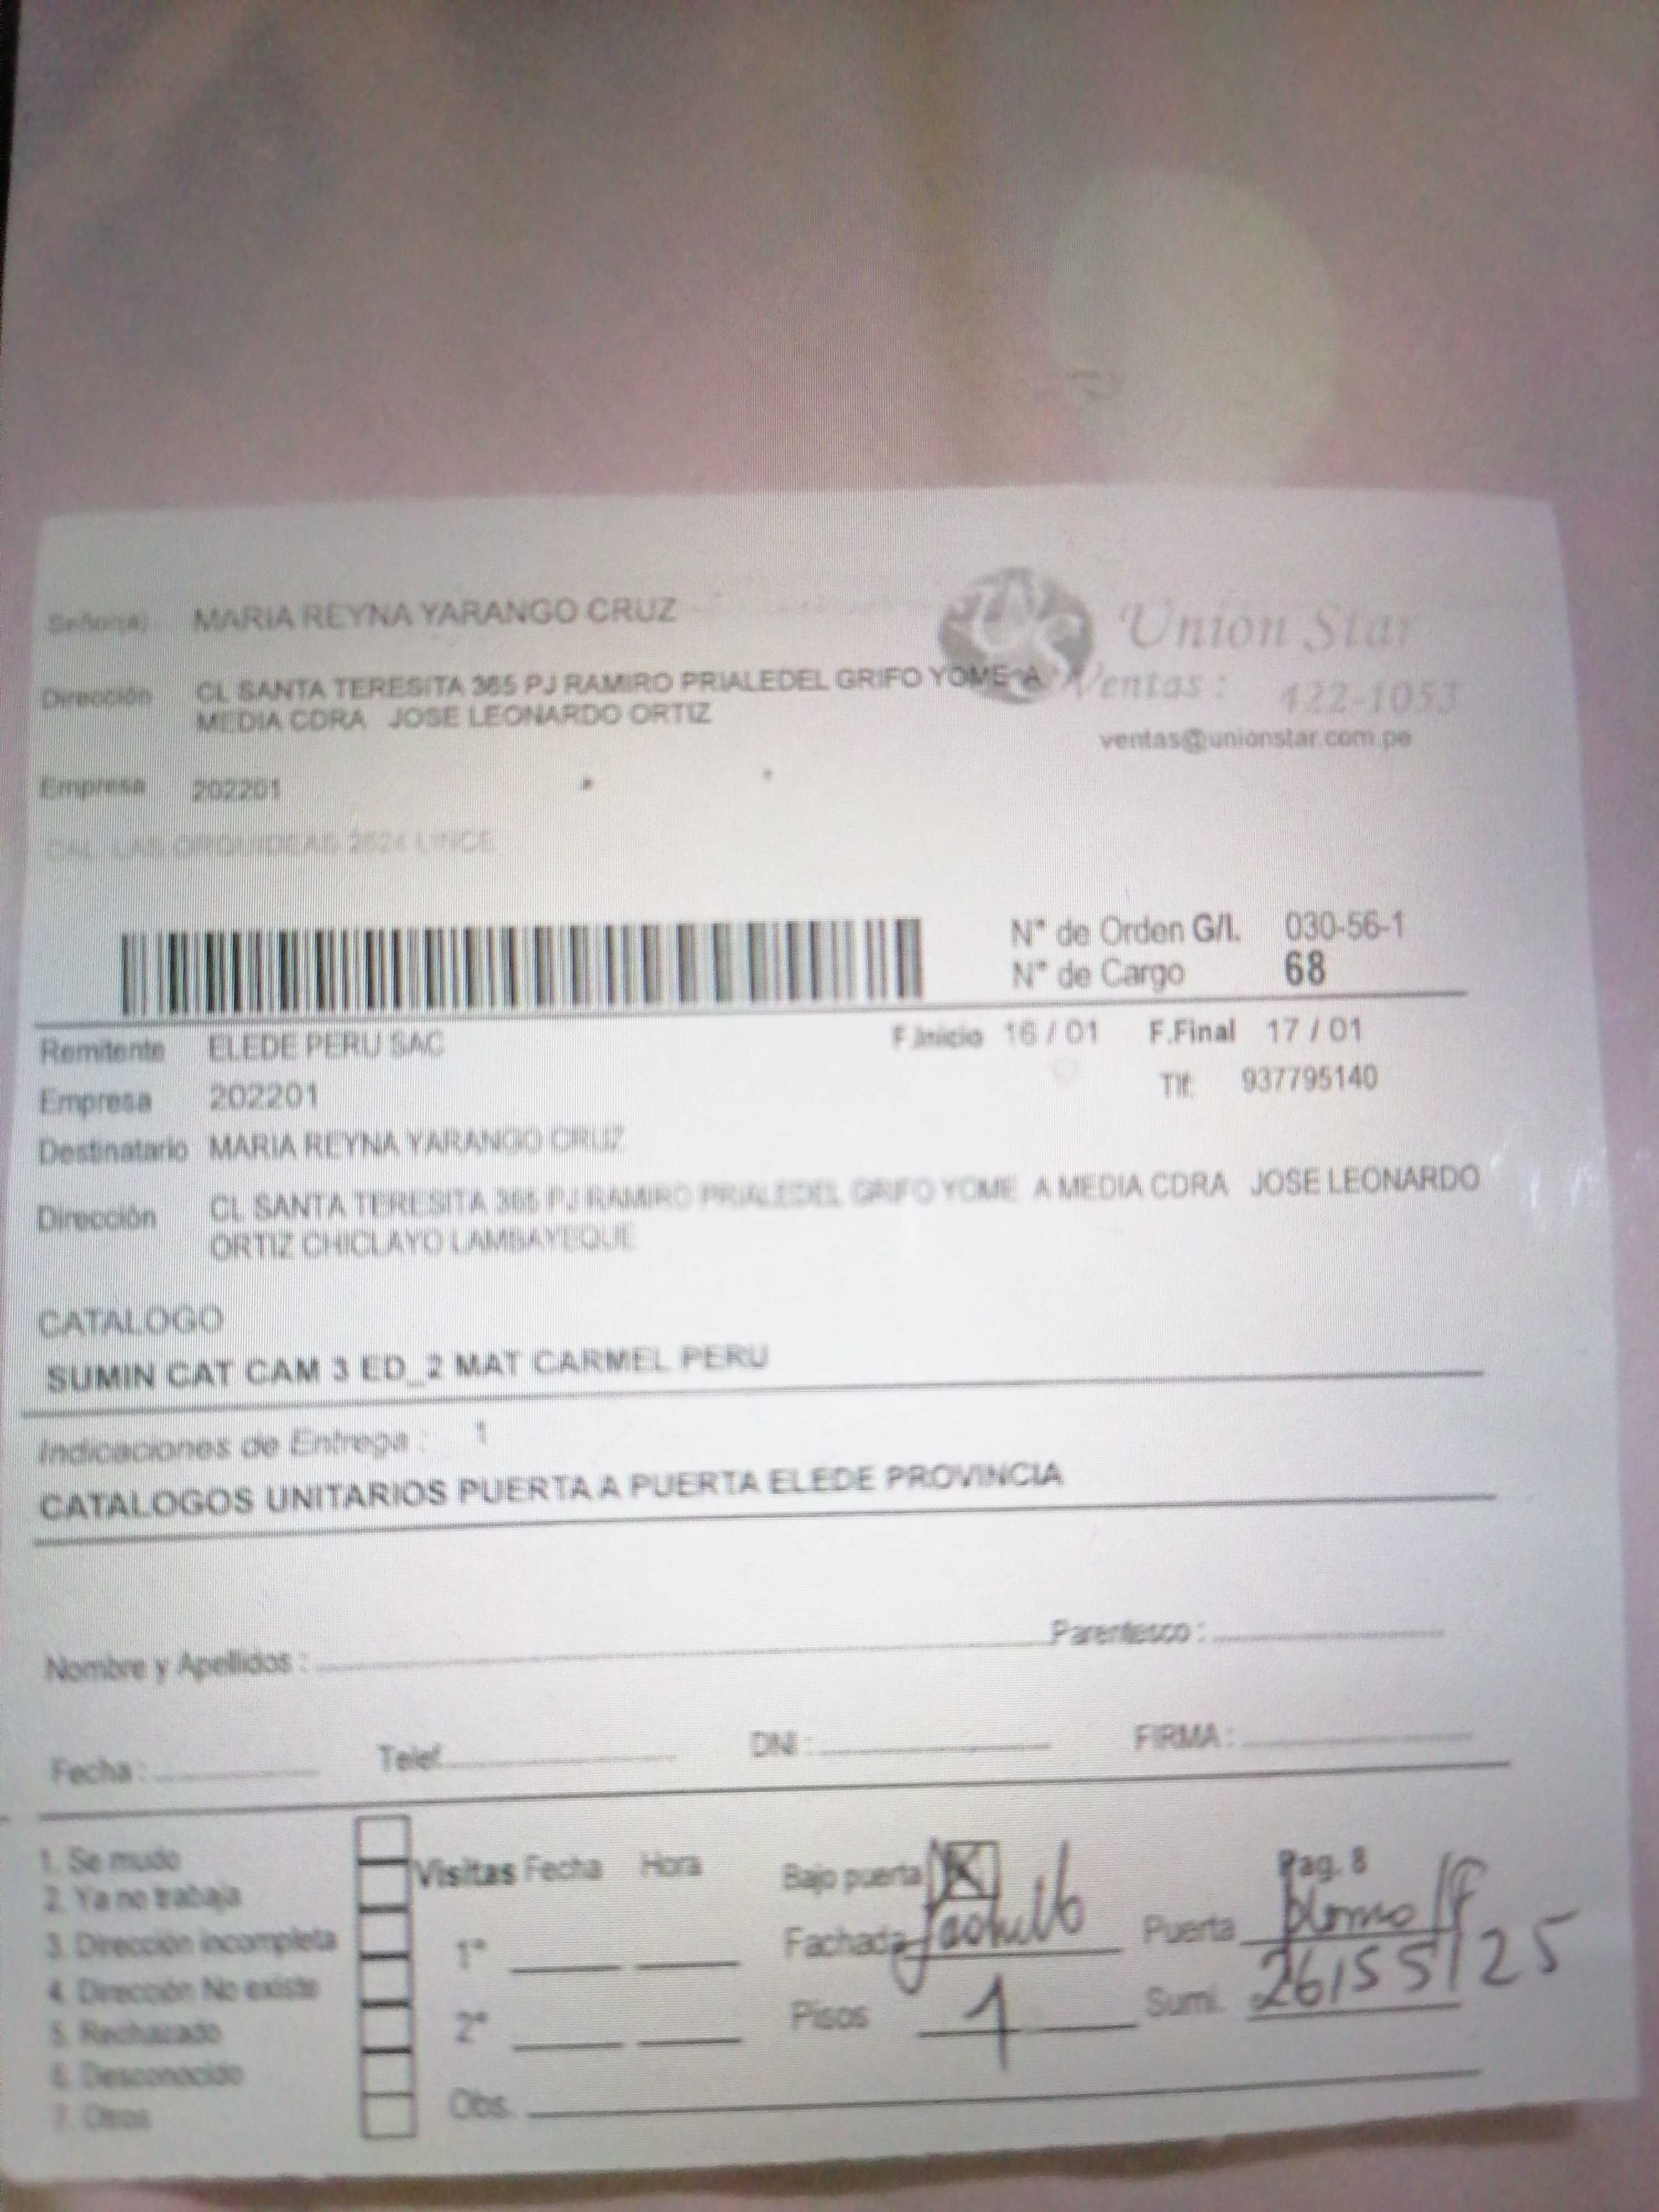 Señor(a) MARIA REYNA YARANGO CRUZ
Union Star
Dirección CL SANTA TERESITA 365 PJ RAMIRO PRIALEDEL GRIFO YOME A
MEDIA CDRA JOSE LEONARDO ORTIZ
Ventas: 422-1053
ventas@unionstar.com.pe
Empresa 202201
CAL. LAS ORQUIDEAS 2624 LINCE
N° de Orden G/I. 030-56-1
N° de Cargo 68
Remitente ELEDE PERU SAC F.Inicio 16 / 01 F.Final 17 / 01
Empresa 202201 Tlf: 937795140
Destinatario MARIA REYNA YARANGO CRUZ
Dirección CL SANTA TERESITA 365 PJ RAMIRO PRIALEDEL GRIFO YOME A MEDIA CDRA JOSE LEONARDO
ORTIZ CHICLAYO LAMBAYEQUE
CATALOGO
SUMIN CAT CAM 3 ED_2 MAT CARMEL PERU
Indicaciones de Entrega : 1
CATALOGOS UNITARIOS PUERTA A PUERTA ELEDE PROVINCIA
Nombre y Apellidos : Parentesco :
Fecha : Telef. DNI : FIRMA :
1. Se mudo
2. Ya no trabaja
3. Dirección incompleta
4. Dirección No existe
5. Rechazado
6. Desconocido
7. Otros
Visitas Fecha Hora
1°
2°
Obs.
Bajo puerta X Pag. 8
Fachada Puerta plomo
Pisos 1 Sumi. 26155125